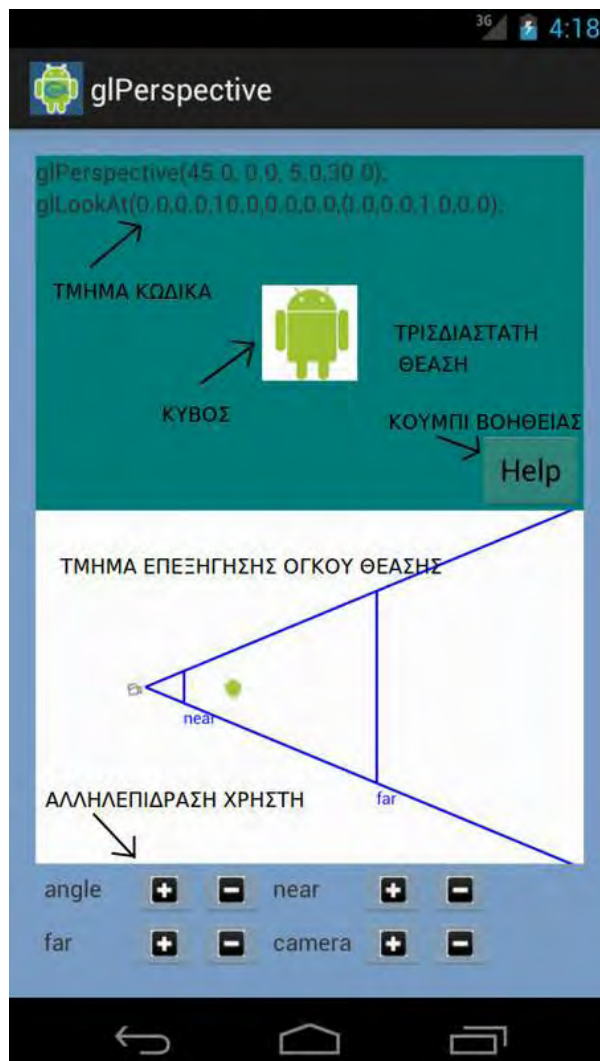 3G 4:18
glPerspective
glPerspective(45.0, 0.0, 5.0,30.0);
glLookAt(0.0,0.0,10.0,0.0,0.0,0.0,0.0,1.0,0.0);
ΤΜΗΜΑ ΚΩΔΙΚΑ
ΤΡΙΣΔΙΑΣΤΑΤΗ
ΘΕΑΣΗ
ΚΥΒΟΣ
ΚΟΥΜΠΙ ΒΟΗΘΕΙΑΣ
Help
ΤΜΗΜΑ ΕΠΕΞΗΓΗΣΗΣ ΟΓΚΟΥ ΘΕΑΣΗΣ
near
far
ΑΛΛΗΛΕΠΙΔΡΑΣΗ ΧΡΗΣΤΗ
angle + - near + -
far + - camera + -